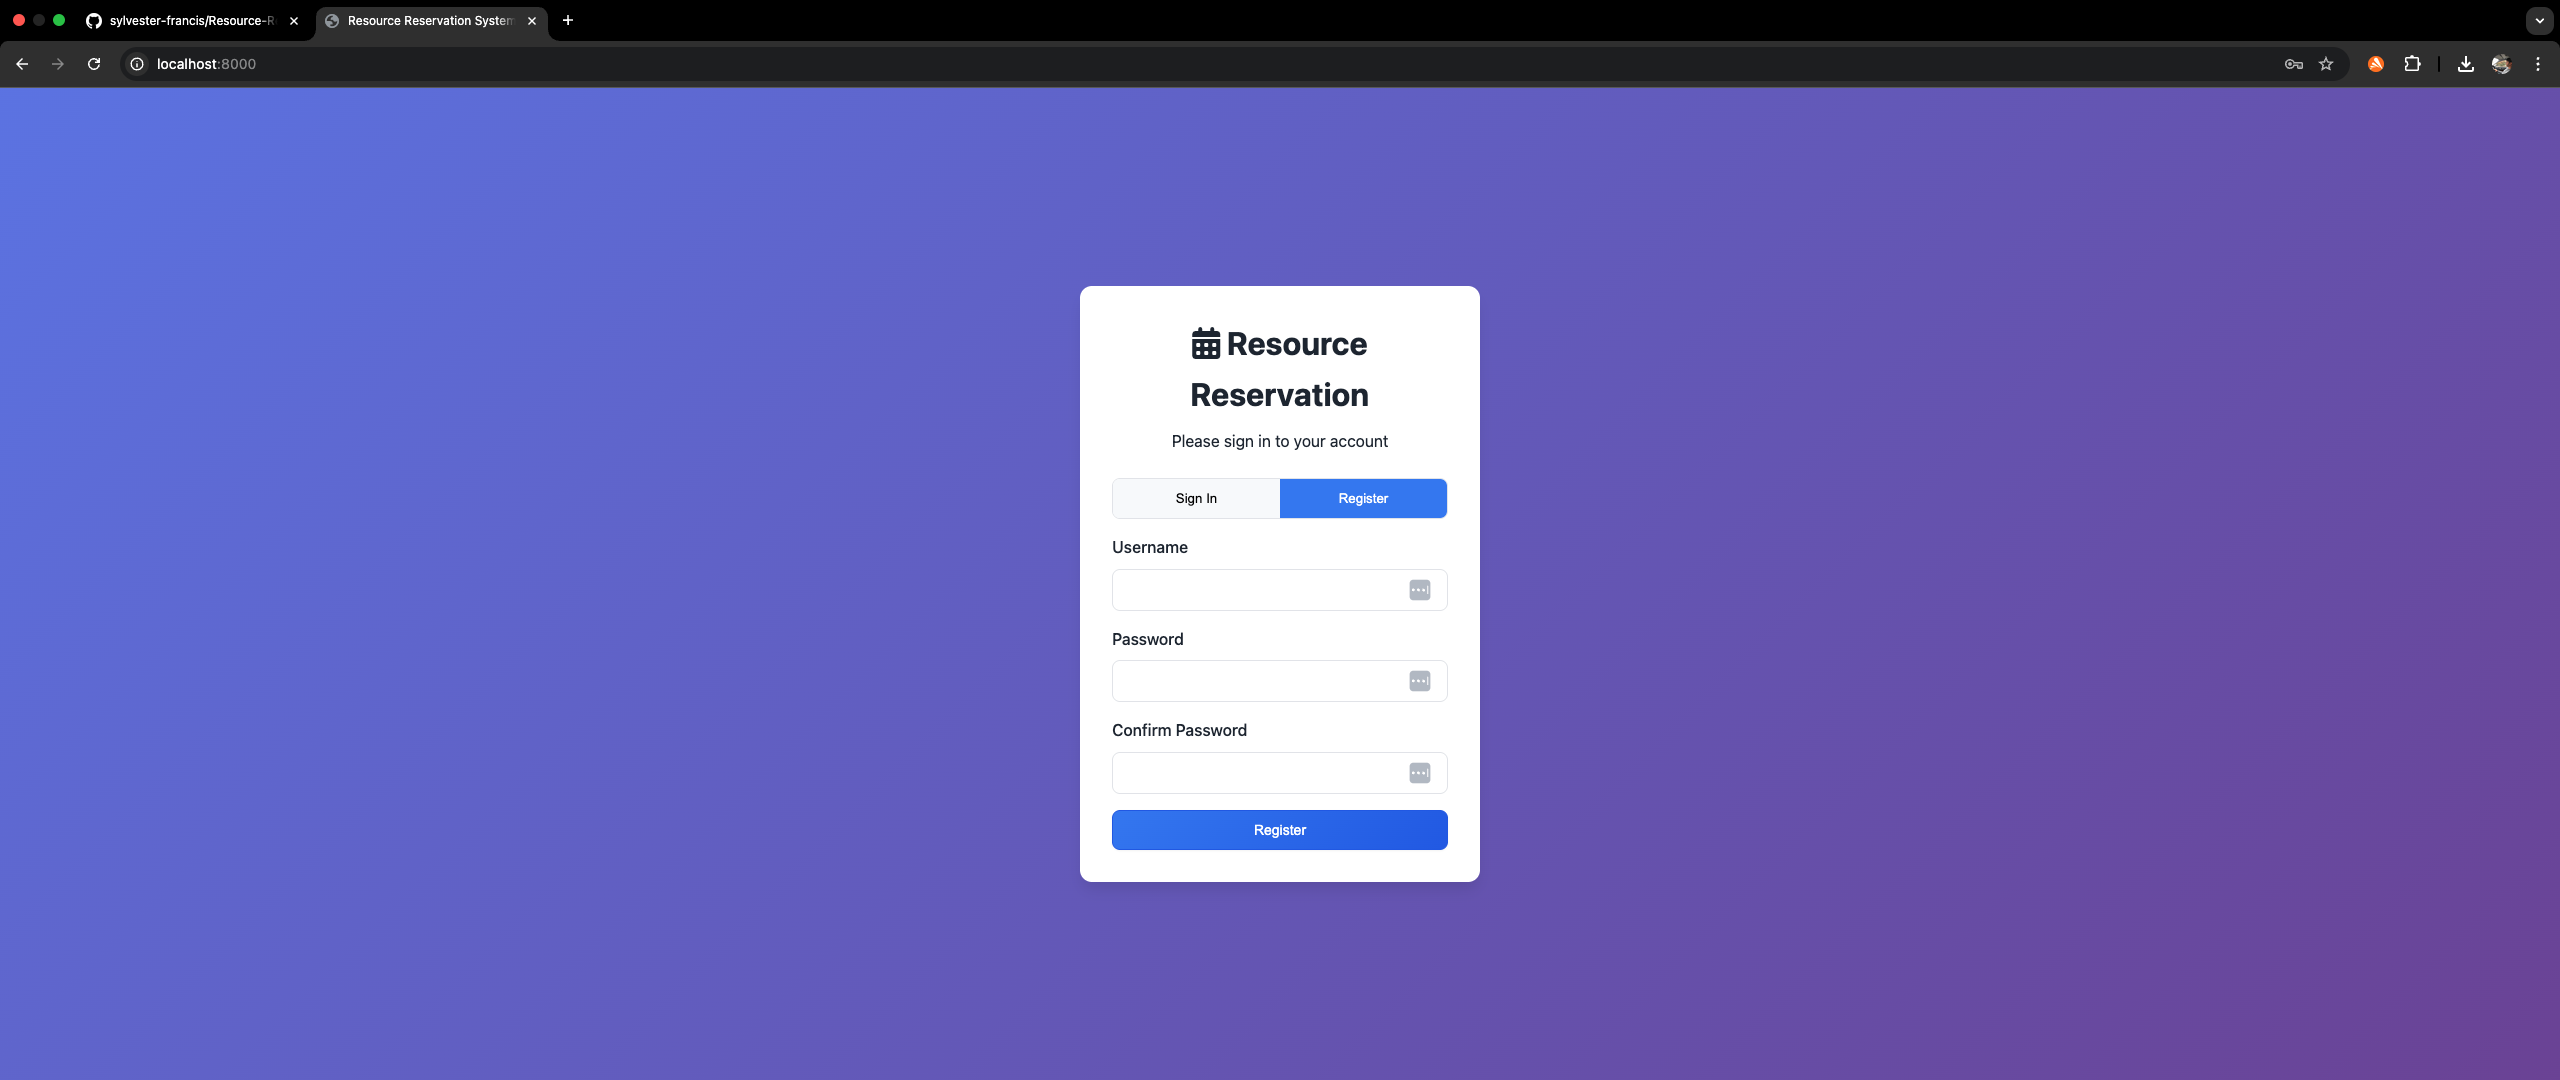 sylvester-francis/Resource-R
Resource Reservation System
localhost:8000
Resource
Reservation
Please sign in to your account
Sign In
Register
Username
Password
Confirm Password
Register